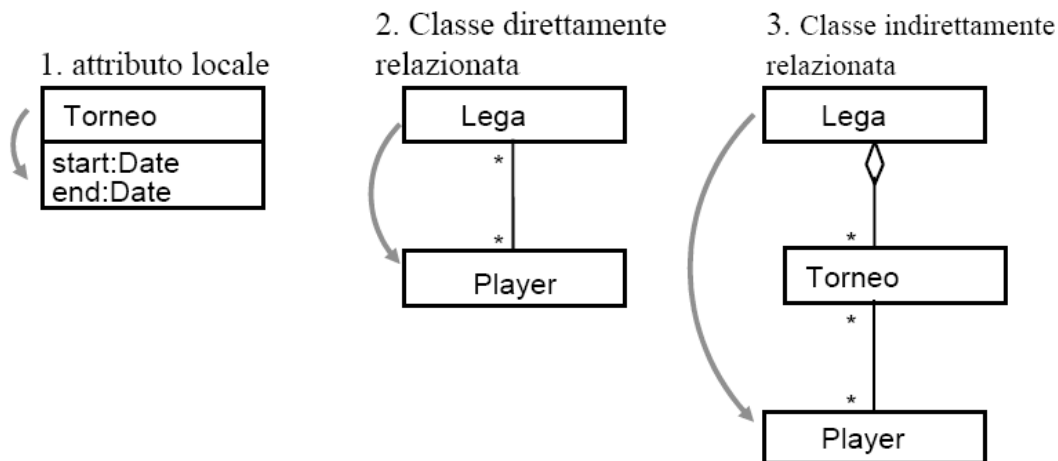 1. attributo locale
Torneo
start:Date
end:Date
2. Classe direttamente
relazionata
Lega
*
*
Player
3. Classe indirettamente
relazionata
Lega
*
Torneo
*
*
Player